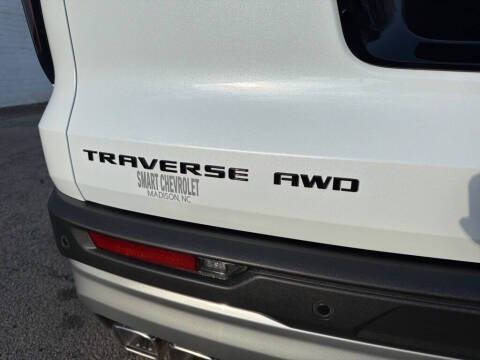 TRAVERSE AWD
SMART CHEVROLET
MADISON, NC